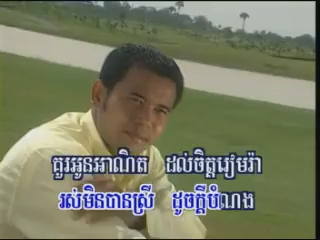 គួរអូនអាណិត ដល់ចិត្តរៀមរ៉ា
រស់មិនបានស្រី ដូចក្ដីបំណង